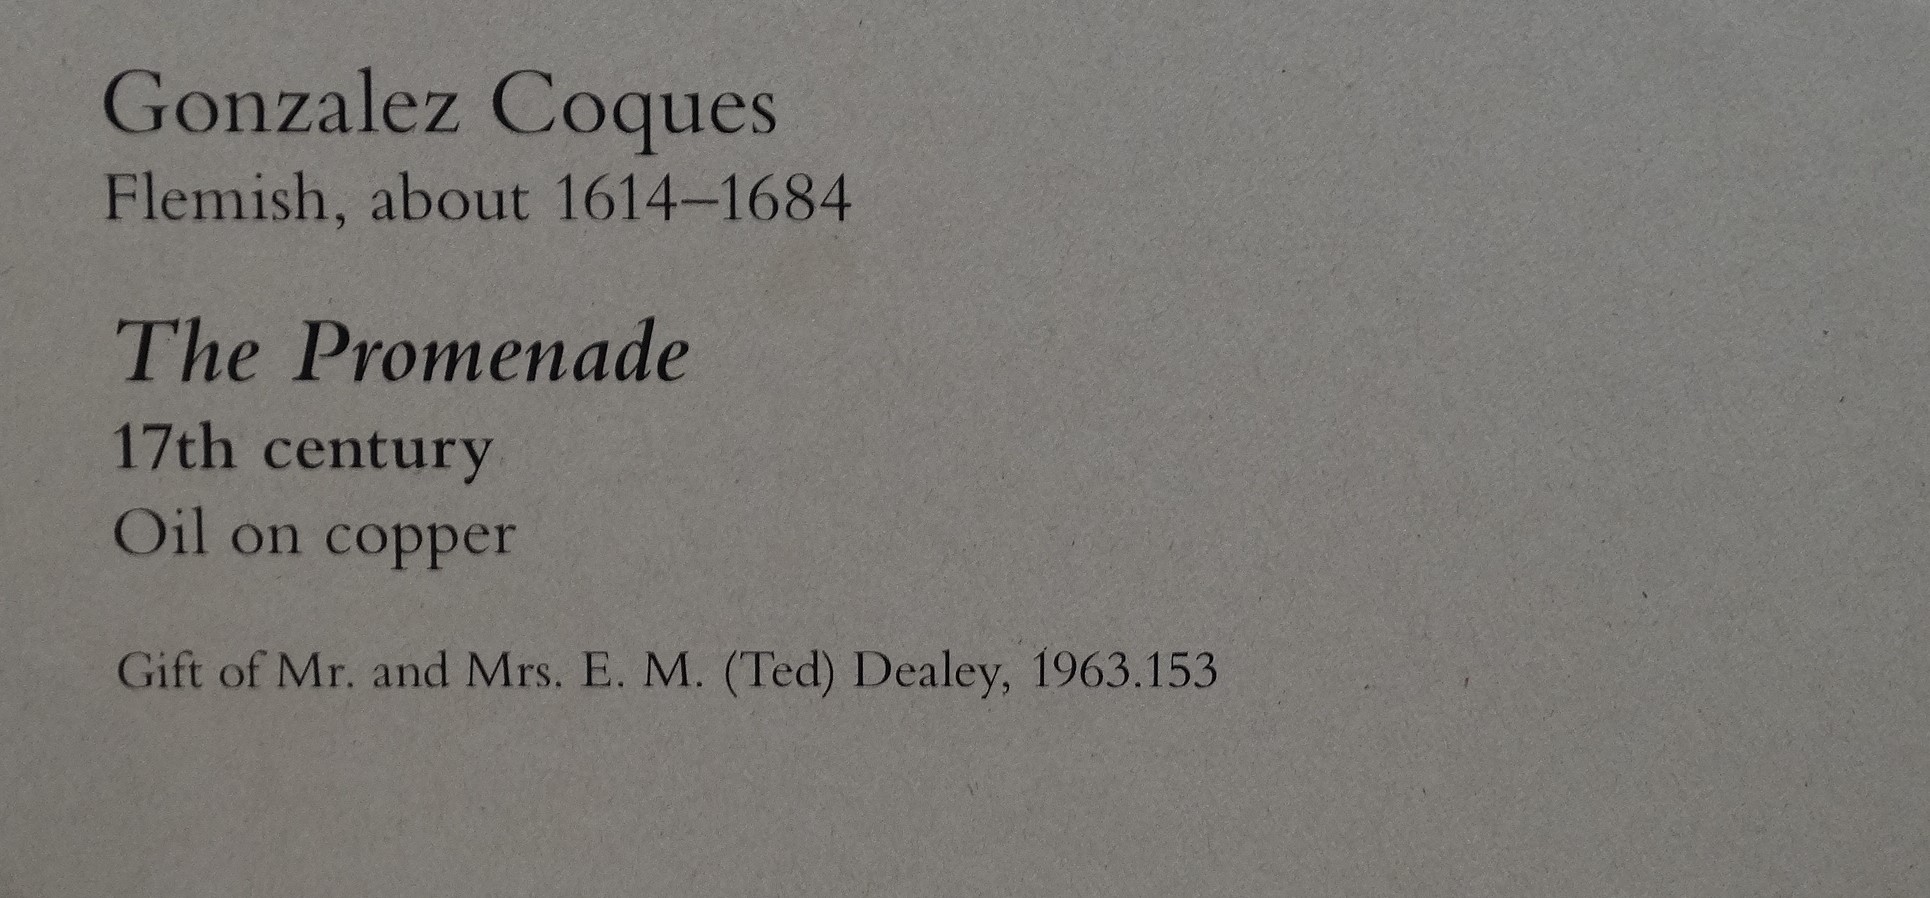 Gonzalez Coques
Flemish, about 1614–1684
The Promenade
17th century
Oil on copper
Gift of Mr. and Mrs. E. M. (Ted) Dealey, 1963.153